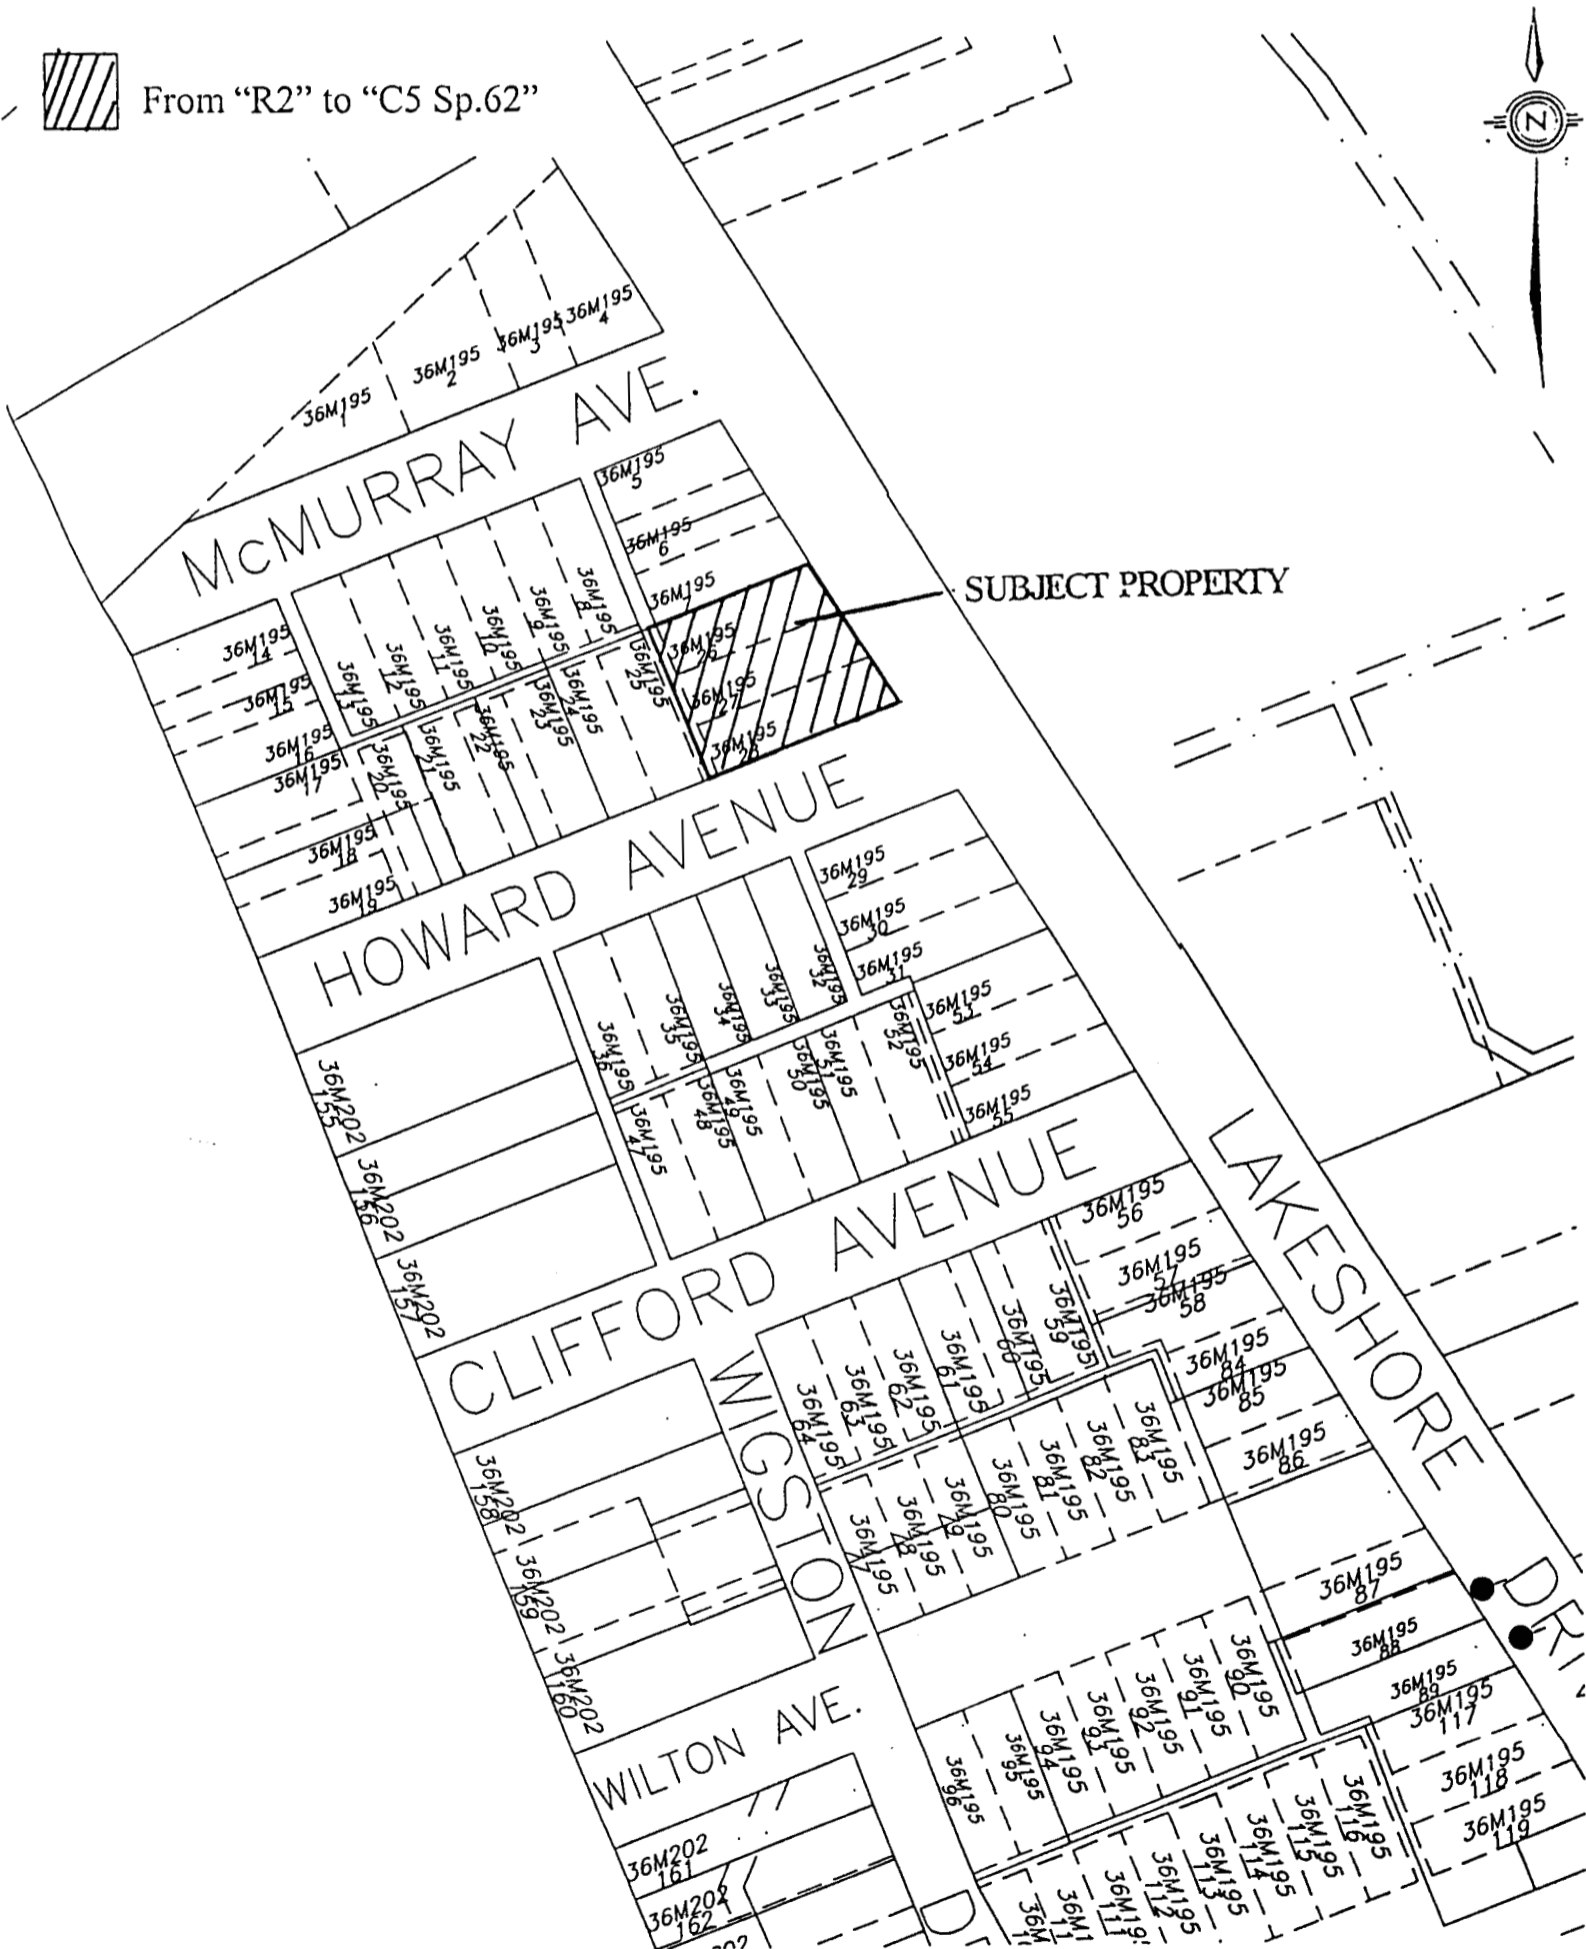 From “R2” to “C5 Sp.62”
N
36M195
4
36M195
3
36M195
2
36M195
1
McMURRAY AVE.
36M195
5
36M195
6
36M195
7
SUBJECT PROPERTY
36M195
8
36M195
9
36M195
10
36M195
11
36M195
12
36M195
13
36M195
14
36M195
15
36M195
16
36M195
17
36M195
18
36M195
19
36M195
20
36M195
21
36M195
22
36M195
23
36M195
24
36M195
25
36M195
26
36M195
27
36M195
28
HOWARD AVENUE
36M195
29
36M195
30
36M195
31
36M195
32
36M195
33
36M195
34
36M195
35
36M195
36
36M195
47
36M195
48
36M195
49
36M195
50
36M195
51
36M195
52
36M195
53
36M195
54
36M195
55
36M202
155
36M202
156
36M202
157
CLIFFORD AVENUE
LAKESHORE
36M195
56
36M195
57
36M195
58
36M195
59
36M195
60
36M195
61
36M195
62
36M195
63
36M195
64
WIGSTON
36M195
77
36M195
78
36M195
79
36M195
80
36M195
81
36M195
82
36M195
83
36M195
84
36M195
85
36M195
86
36M202
158
36M202
159
36M202
160
36M195
87
36M195
88
36M195
89
36M195
90
36M195
91
36M195
92
36M195
93
36M195
94
36M195
95
36M195
96
WILTON AVE.
36M202
161
36M202
162
36M195
111
36M195
112
36M195
113
36M195
114
36M195
115
36M195
116
36M195
117
36M195
118
36M195
119